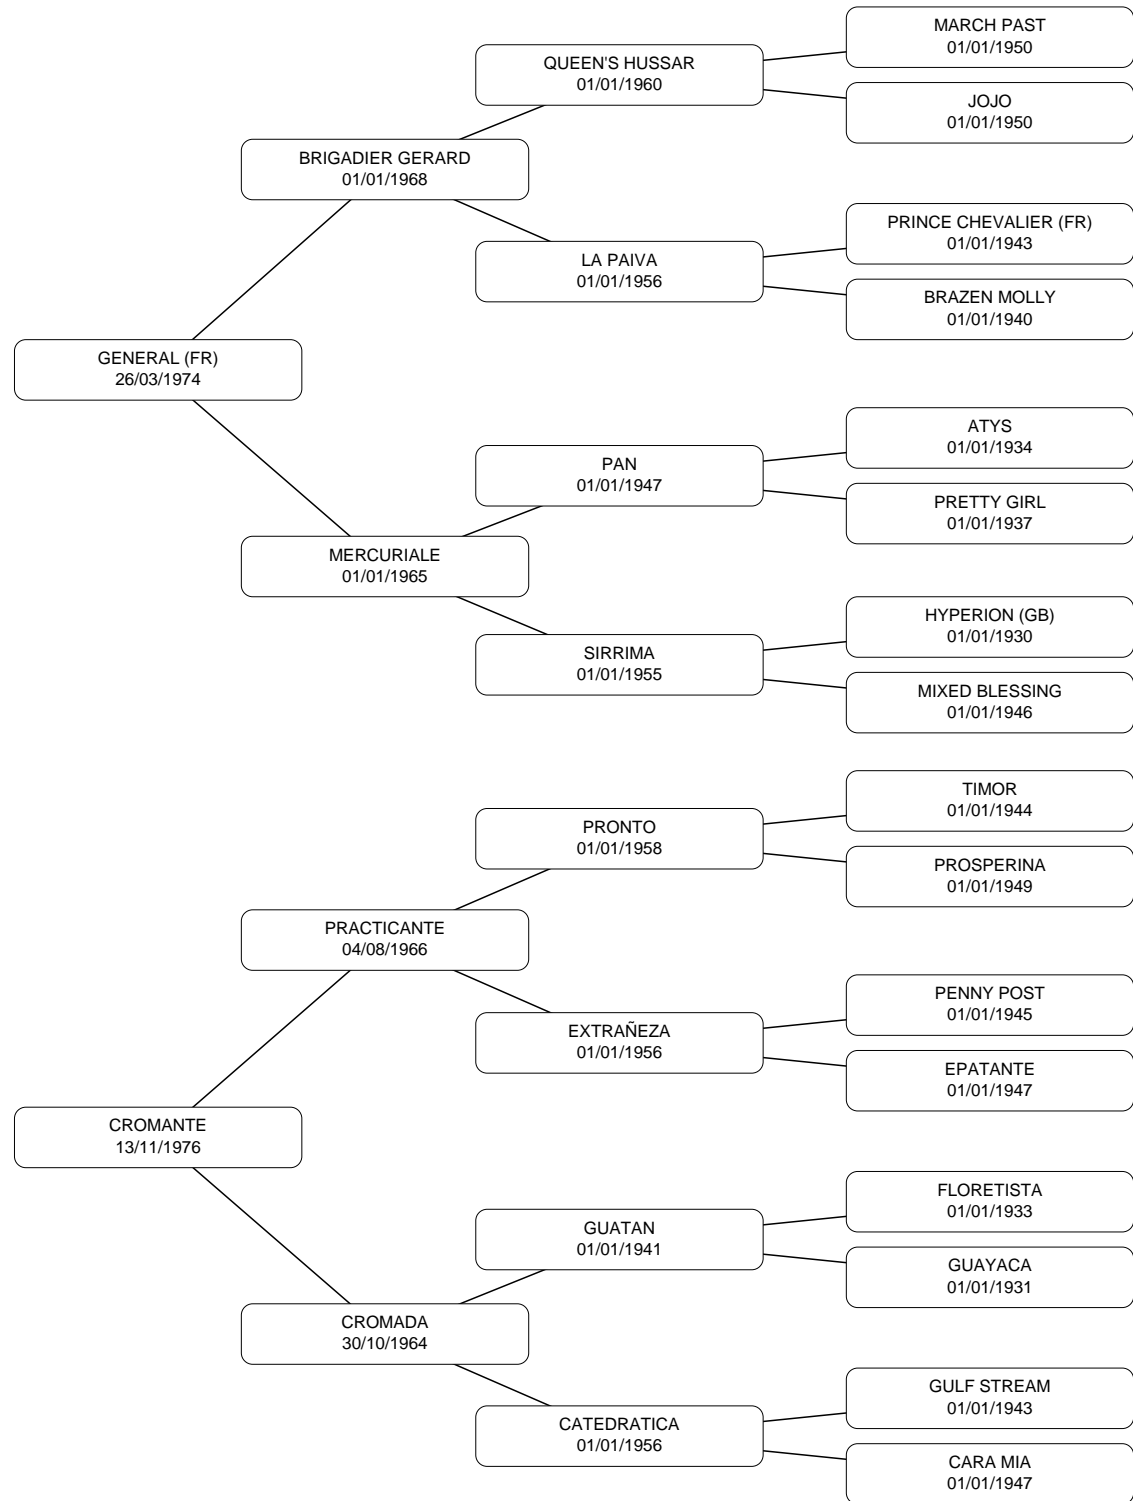 MARCH PAST
01/01/1950
QUEEN'S HUSSAR
01/01/1960
JOJO
01/01/1950
BRIGADIER GERARD
01/01/1968
PRINCE CHEVALIER (FR)
01/01/1943
LA PAIVA
01/01/1956
BRAZEN MOLLY
01/01/1940
GENERAL (FR)
26/03/1974
ATYS
01/01/1934
PAN
01/01/1947
PRETTY GIRL
01/01/1937
MERCURIALE
01/01/1965
HYPERION (GB)
01/01/1930
SIRRIMA
01/01/1955
MIXED BLESSING
01/01/1946
TIMOR
01/01/1944
PRONTO
01/01/1958
PROSPERINA
01/01/1949
PRACTICANTE
04/08/1966
PENNY POST
01/01/1945
EXTRAÑEZA
01/01/1956
EPATANTE
01/01/1947
CROMANTE
13/11/1976
FLORETISTA
01/01/1933
GUATAN
01/01/1941
GUAYACA
01/01/1931
CROMADA
30/10/1964
GULF STREAM
01/01/1943
CATEDRATICA
01/01/1956
CARA MIA
01/01/1947